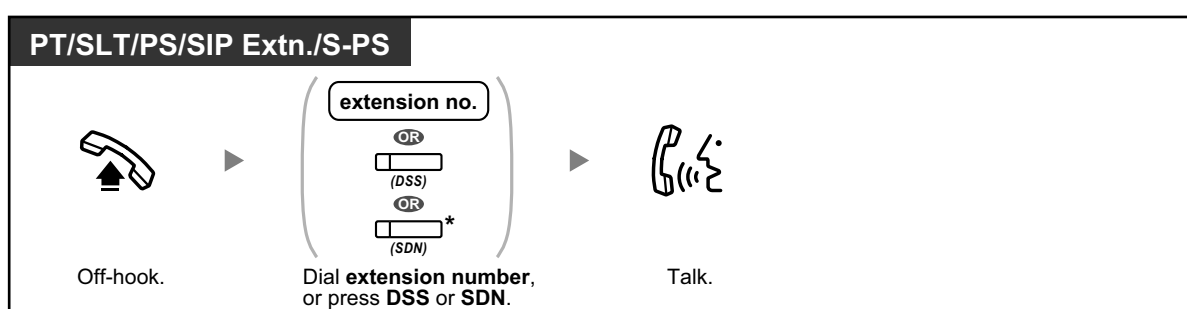 PT/SLT/PS/SIP Extn./S-PS
extension no.
OR
(DSS)
OR
*
(SDN)
Off-hook.
Dial extension number,
or press DSS or SDN.
Talk.